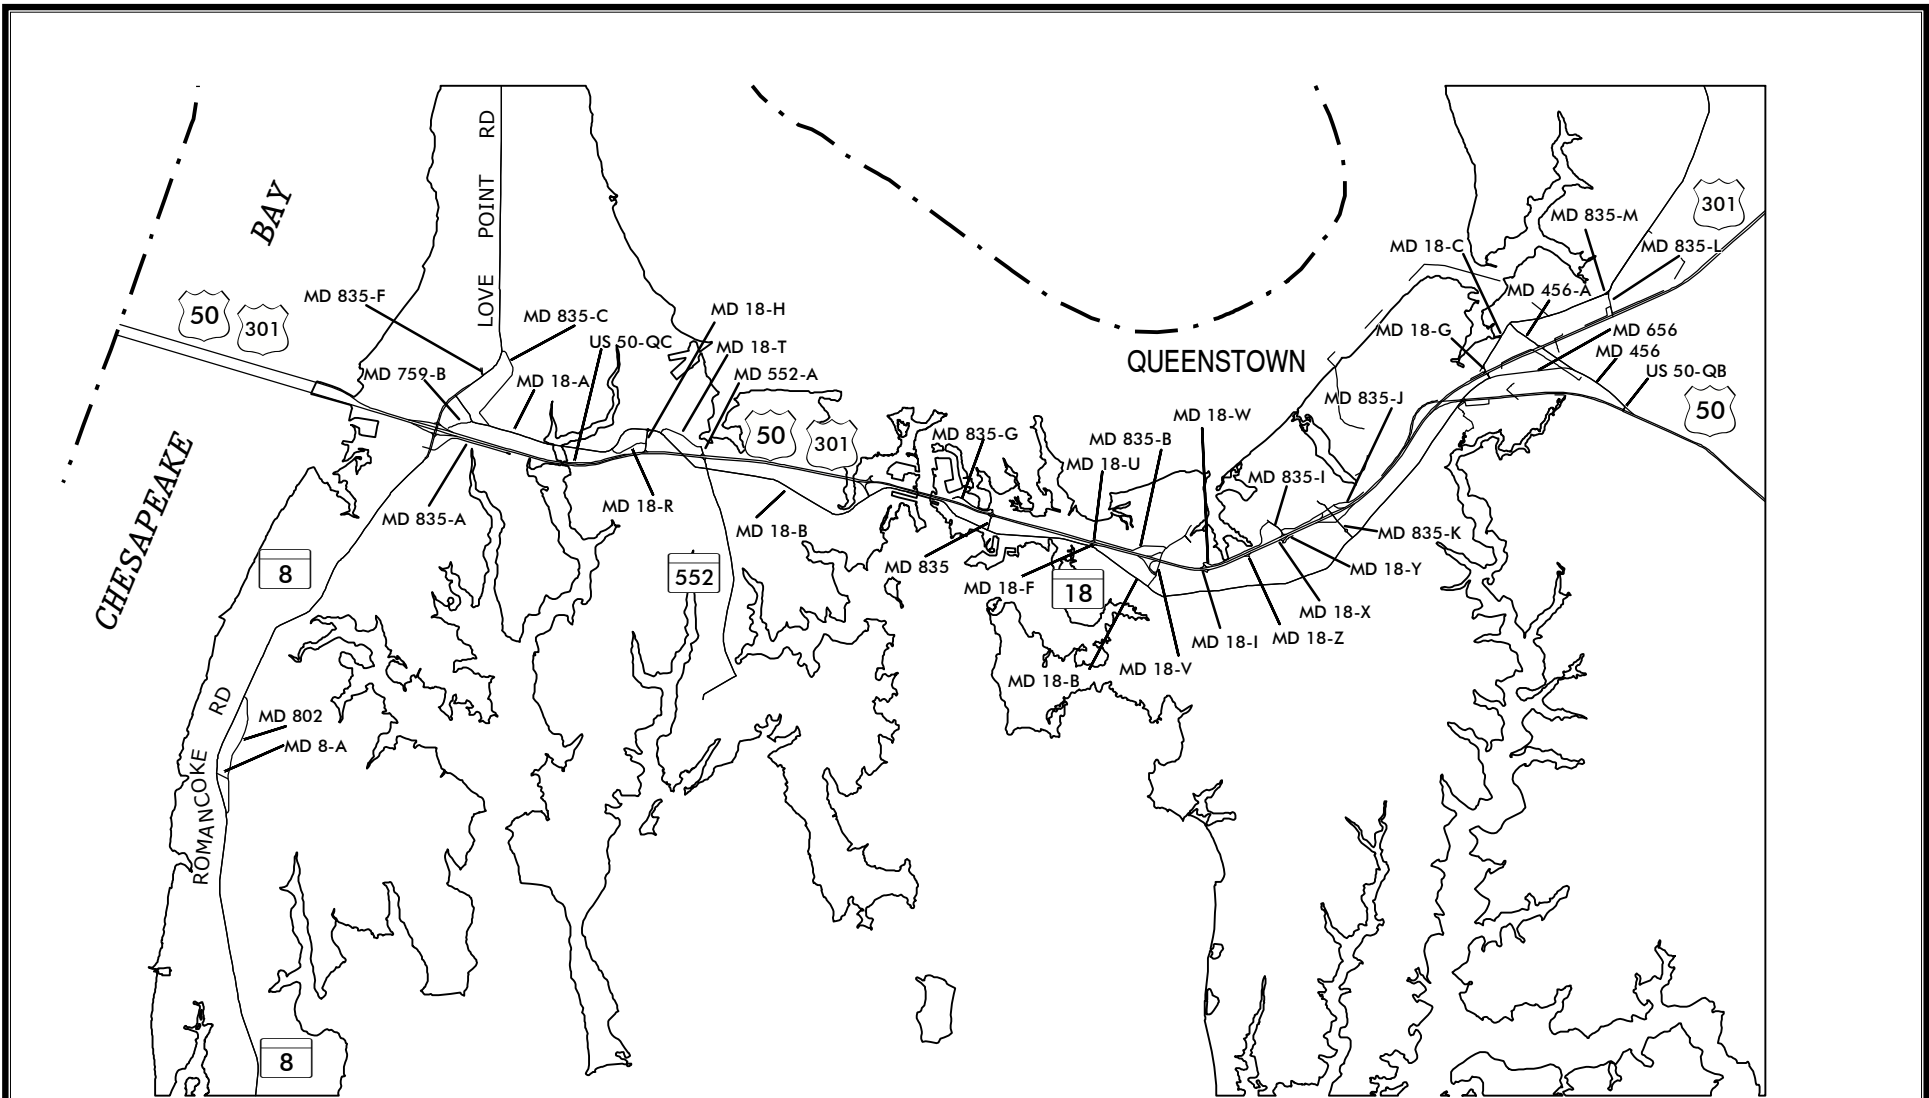 LOVE POINT RD
BAY
301
MD 835-M
MD 18-C
MD 835-L
MD 835-F
50
301
MD 456-A
MD 18-H
MD 835-C
US 50-QC
MD 18-G
MD 656
MD 18-T
MD 456
QUEENSTOWN
MD 759-B
MD 18-A
MD 552-A
US 50-QB
MD 835-J
50
MD 18-W
50
301
MD 835-G
MD 835-B
MD 18-U
MD 835-I
MD 18-R
MD 835-A
MD 18-B
MD 835-K
CHESAPEAKE
8
552
MD 835
MD 18-F
18
MD 18-Y
MD 18-X
MD 18-Z
MD 18-I
MD 18-V
MD 18-B
ROMANCOKE RD
MD 802
MD 8-A
8